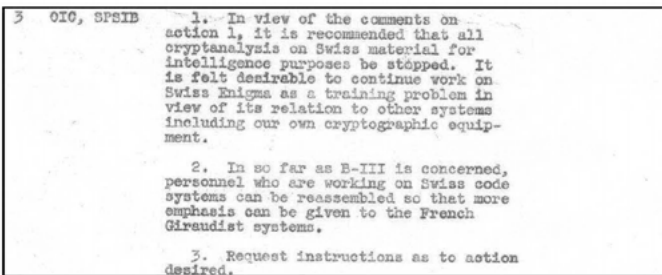 3 OIC, SPSIB 1. In view of the comments on
action 1, it is recommended that all
cryptanalysis on Swiss material for
intelligence purposes be stopped. It
is felt desirable to continue work on
Swiss Enigma as a training problem in
view of its relation to other systems
including our own cryptographic equip-
ment.
2. In so far as B-III is concerned,
personnel who are working on Swiss code
systems can be reassembled so that more
emphasis can be given to the French
Giraudist systems.
3. Request instructions as to action
desired.